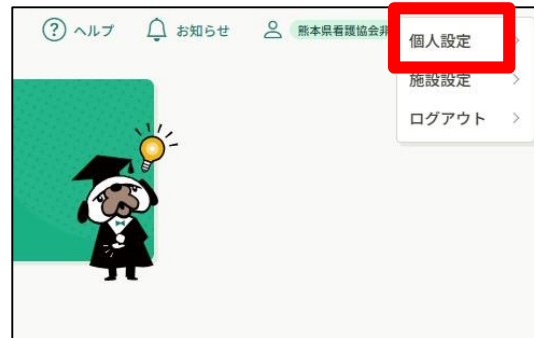 ヘルプ お知らせ 熊本県看護協会非
個人設定
施設設定
ログアウト